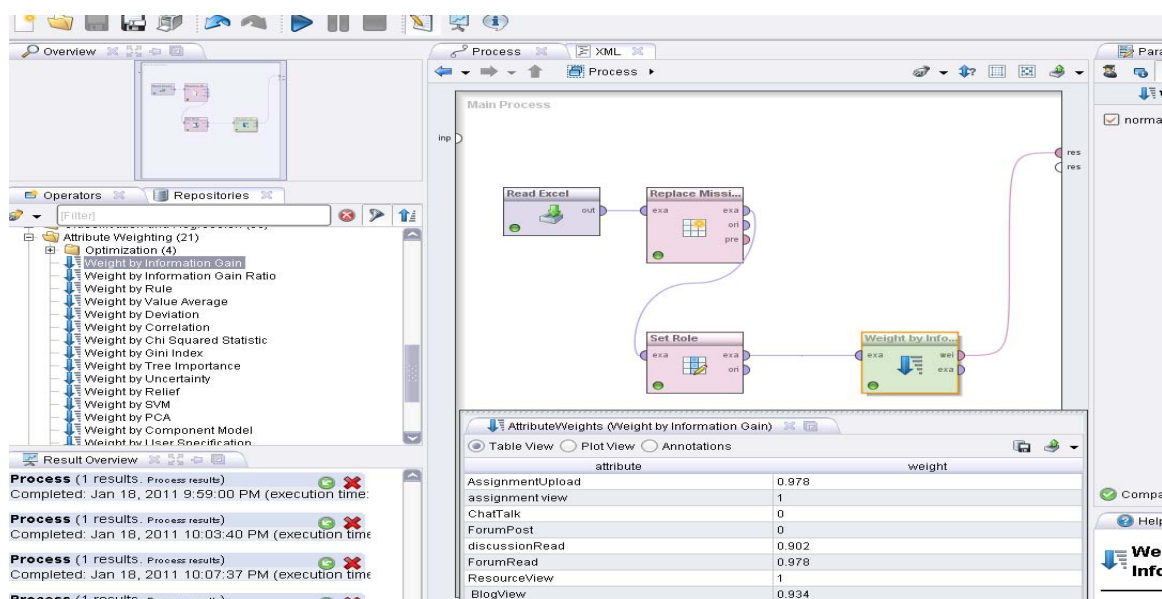 Overview
Process
XML
Para
Process
norma
Main Process
inp
res
res
Operators
Repositories
[Filter]
Attribute Weighting (21)
Optimization (4)
Weight by Information Gain
Weight by Information Gain Ratio
Weight by Rule
Weight by Value Average
Weight by Deviation
Weight by Correlation
Weight by Chi Squared Statistic
Weight by Gini Index
Weight by Tree Importance
Weight by Uncertainty
Weight by Relief
Weight by SVM
Weight by PCA
Weight by Component Model
Weight by User Specification
Read Excel
out
Replace Missi...
exa exa
ori
pre
Set Role
exa exa
ori
Weight by Info...
exa wei
exa
Result Overview
Process (1 results. Process results)
Completed: Jan 18, 2011 9:59:00 PM (execution time:
Process (1 results. Process results)
Completed: Jan 18, 2011 10:03:40 PM (execution time
Process (1 results. Process results)
Completed: Jan 18, 2011 10:07:37 PM (execution time
Process (1 results. Process results)
AttributeWeights (Weight by Information Gain)
Table View Plot View Annotations
attribute weight
AssignmentUpload 0.978
assignment view 1
ChatTalk 0
ForumPost 0
discussionRead 0.902
ForumRead 0.978
ResourceView 1
BlogView 0.934
Compa
Help
We
Info